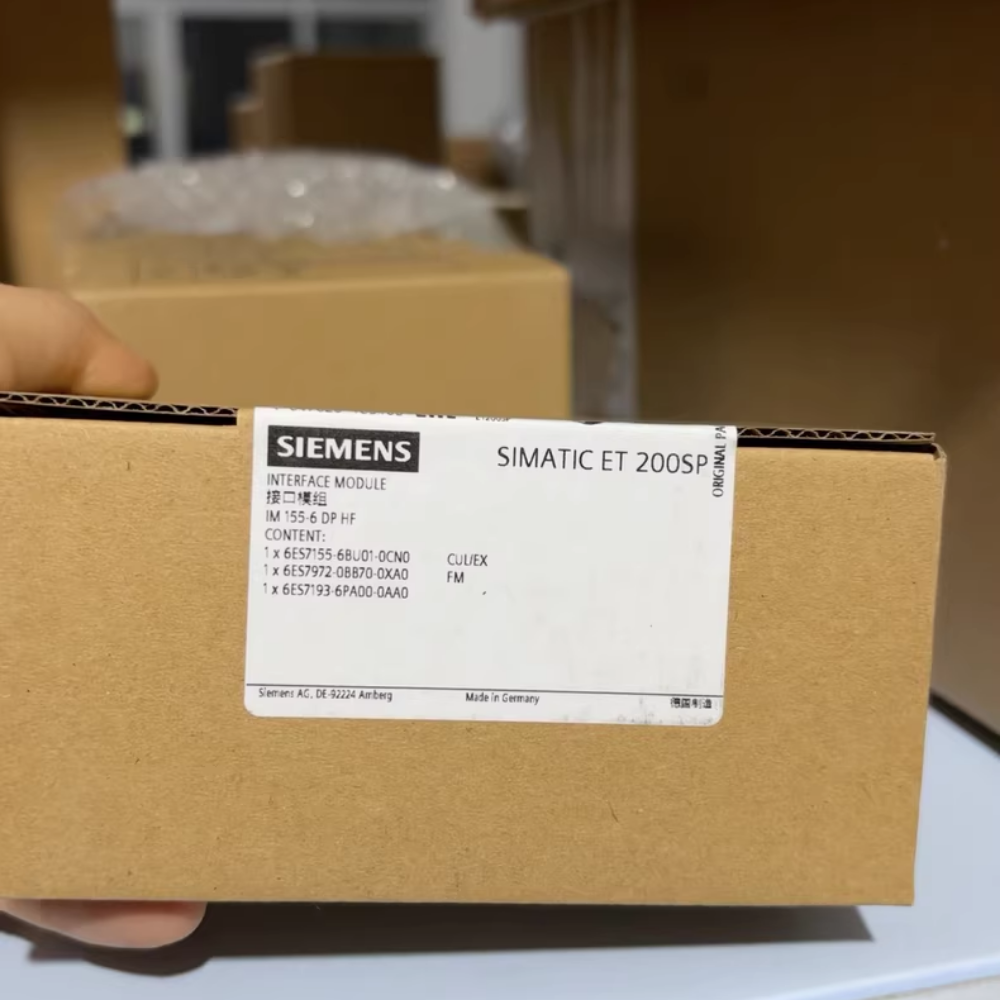 SIEMENS
SIMATIC ET 200SP
ORIGINAL PA
INTERFACE MODULE
接口模组
IM 155-6 DP HF
CONTENT:
1 x 6ES7155-6BU01-0CN0 CUL/EX
1 x 6ES7972-0BB70-0XA0 FM
1 x 6ES7193-6PA00-0AA0
Siemens AG, DE-92224 Amberg Made in Germany 德国制造